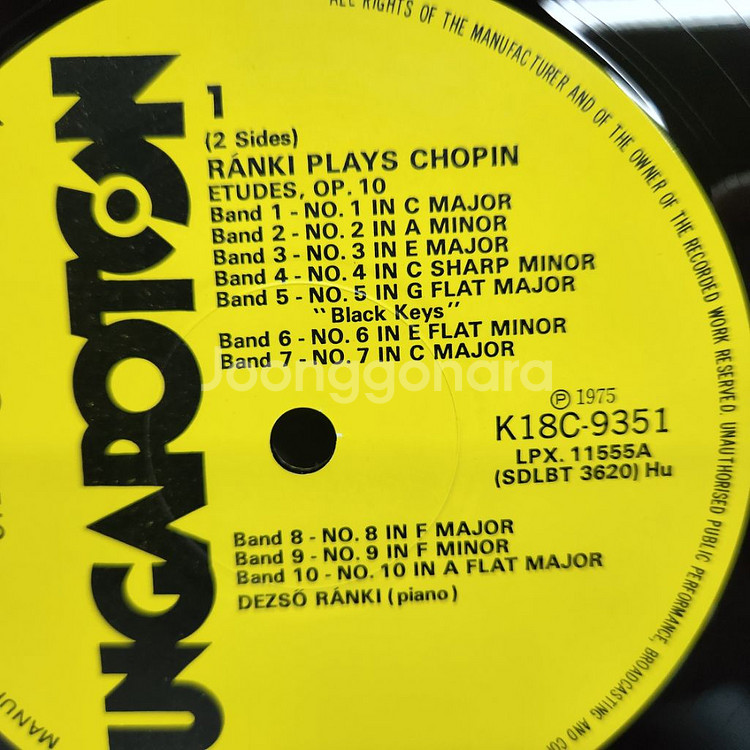 ALL RIGHTS OF THE MANUFACTURER AND OF THE OWNER OF THE RECORDED WORK RESERVED. UNAUTHORISED PUBLIC PERFORMANCE, BROADCASTING AND
UNGAPOTON
1
(2 Sides)
RÁNKI PLAYS CHOPIN
ETUDES, OP. 10
Band 1 - NO. 1 IN C MAJOR
Band 2 - NO. 2 IN A MINOR
Band 3 - NO. 3 IN E MAJOR
Band 4 - NO. 4 IN C SHARP MINOR
Band 5 - NO. 5 IN G FLAT MAJOR
"Black Keys"
Band 6 - NO. 6 IN E FLAT MINOR
Band 7 - NO. 7 IN C MAJOR
Joonggonara
Ⓟ 1975
K18C-9351
LPX. 11555A
(SDLBT 3620) Hu
Band 8 - NO. 8 IN F MAJOR
Band 9 - NO. 9 IN F MINOR
Band 10 - NO. 10 IN A FLAT MAJOR
DEZSŐ RÁNKI (piano)